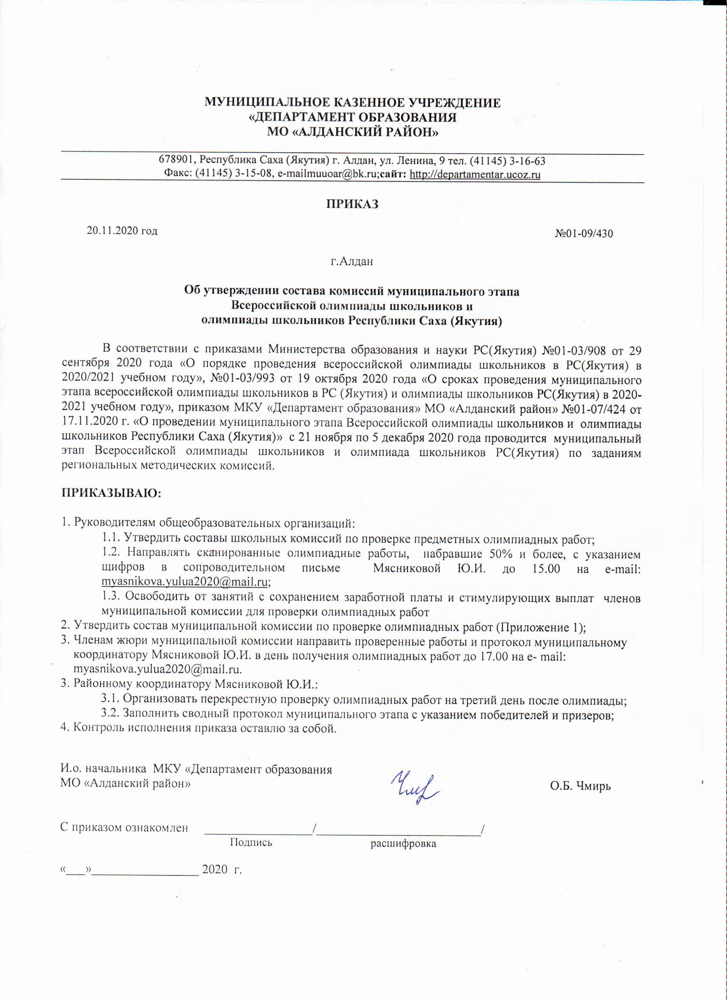 МУНИЦИПАЛЬНОЕ КАЗЕННОЕ УЧРЕЖДЕНИЕ
«ДЕПАРТАМЕНТ ОБРАЗОВАНИЯ
МО «АЛДАНСКИЙ РАЙОН»
678901, Республика Саха (Якутия) г. Алдан, ул. Ленина, 9 тел. (41145) 3-16-63
Факс: (41145) 3-15-08, e-mailmuuoar@bk.ru;сайт: http://departamentar.ucoz.ru
ПРИКАЗ
20.11.2020 год №01-09/430
г.Алдан
Об утверждении состава комиссий муниципального этапа
Всероссийской олимпиады школьников и
олимпиады школьников Республики Саха (Якутия)
В соответствии с приказами Министерства образования и науки РС(Якутия) №01-03/908 от 29
сентября 2020 года «О порядке проведения всероссийской олимпиады школьников в РС(Якутия) в
2020/2021 учебном году», №01-03/993 от 19 октября 2020 года «О сроках проведения муниципального
этапа всероссийской олимпиады школьников в РС (Якутия) и олимпиады школьников РС(Якутия) в 2020-
2021 учебном году», приказом МКУ «Департамент образования» МО «Алданский район» №01-07/424 от
17.11.2020 г. «О проведении муниципального этапа Всероссийской олимпиады школьников и олимпиады
школьников Республики Саха (Якутия)» с 21 ноября по 5 декабря 2020 года проводится муниципальный
этап Всероссийской олимпиады школьников и олимпиада школьников РС(Якутия) по заданиям
региональных методических комиссий.
ПРИКАЗЫВАЮ:
1. Руководителям общеобразовательных организаций:
1.1. Утвердить составы школьных комиссий по проверке предметных олимпиадных работ;
1.2. Направлять сканированные олимпиадные работы, набравшие 50% и более, с указанием
щифров в сопроводительном письме Мясниковой Ю.И. до 15.00 на e-mail:
myasnikova.yulua2020@mail.ru;
1.3. Освободить от занятий с сохранением заработной платы и стимулирующих выплат членов
муниципальной комиссии для проверки олимпиадных работ
2. Утвердить состав муниципальной комиссии по проверке олимпиадных работ (Приложение 1);
3. Членам жюри муниципальной комиссии направить проверенные работы и протокол муниципальному
координатору Мясниковой Ю.И. в день получения олимпиадных работ до 17.00 на e- mail:
myasnikova.yulua2020@mail.ru.
3. Районному координатору Мясниковой Ю.И.:
3.1. Организовать перекрестную проверку олимпиадных работ на третий день после олимпиады;
3.2. Заполнить сводный протокол муниципального этапа с указанием победителей и призеров;
4. Контроль исполнения приказа оставлю за собой.
И.о. начальника МКУ «Департамент образования
МО «Алданский район» О.Б. Чмирь
С приказом ознакомлен _________________/__________________________/
Подпись расшифровка
«___»_________________ 2020 г.